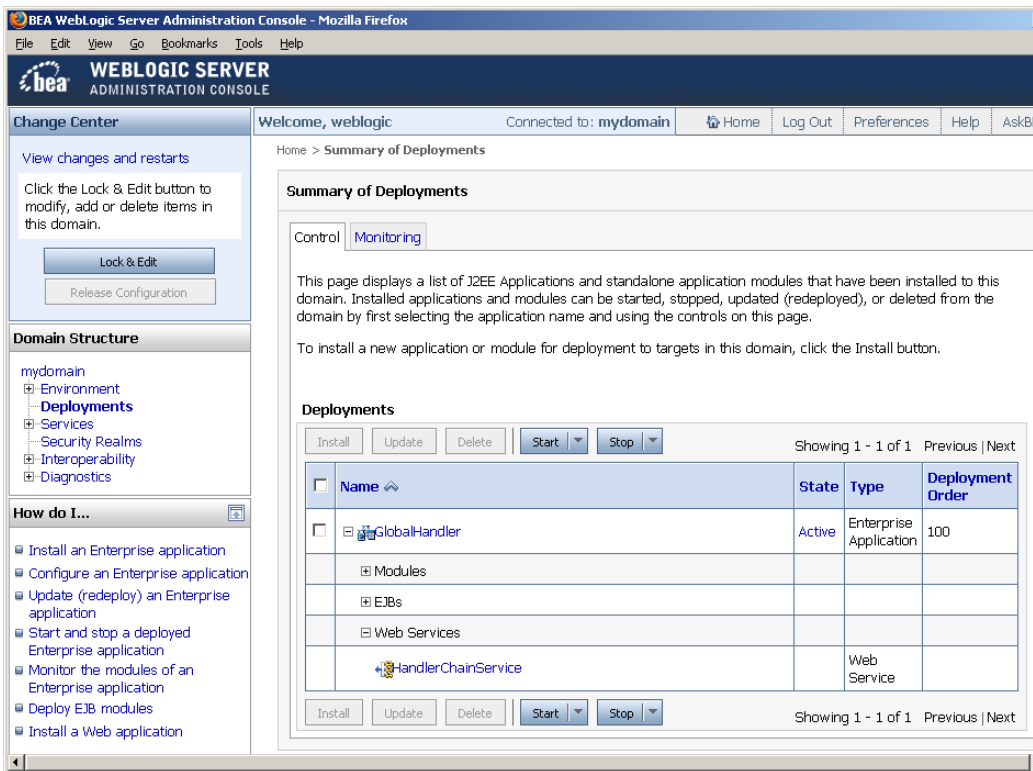 BEA WebLogic Server Administration Console - Mozilla Firefox
File Edit View Go Bookmarks Tools Help
bea
WEBLOGIC SERVER
ADMINISTRATION CONSOLE
Change Center
View changes and restarts
Click the Lock & Edit button to
modify, add or delete items in
this domain.
Lock & Edit
Release Configuration
Domain Structure
mydomain
Environment
Deployments
Services
Security Realms
Interoperability
Diagnostics
How do I...
Install an Enterprise application
Configure an Enterprise application
Update (redeploy) an Enterprise
application
Start and stop a deployed
Enterprise application
Monitor the modules of an
Enterprise application
Deploy EJB modules
Install a Web application
Welcome, weblogic Connected to: mydomain Home Log Out Preferences Help AskB
Home > Summary of Deployments
Summary of Deployments
Control Monitoring
This page displays a list of J2EE Applications and standalone application modules that have been installed to this
domain. Installed applications and modules can be started, stopped, updated (redeployed), or deleted from the
domain by first selecting the application name and using the controls on this page.
To install a new application or module for deployment to targets in this domain, click the Install button.
Deployments
Install Update Delete Start Stop Showing 1 - 1 of 1 Previous | Next
Name State Type Deployment
Order
GlobalHandler Active Enterprise
Application 100
Modules
EJBs
Web Services
HandlerChainService Web
Service
Install Update Delete Start Stop Showing 1 - 1 of 1 Previous | Next